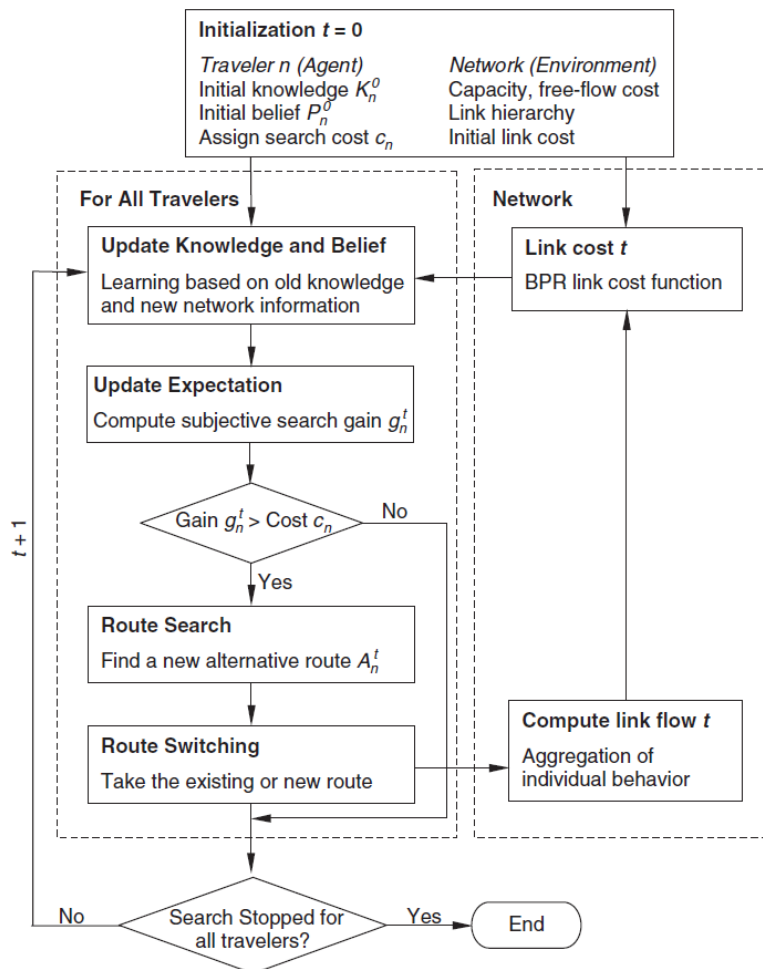 Initialization t = 0
Traveler n (Agent)
Initial knowledge K_n^0
Initial belief P_n^0
Assign search cost c_n
Network (Environment)
Capacity, free-flow cost
Link hierarchy
Initial link cost
For All Travelers
Update Knowledge and Belief
Learning based on old knowledge
and new network information
Update Expectation
Compute subjective search gain g_n^t
Gain g_n^t > Cost c_n
No
Yes
Route Search
Find a new alternative route A_n^t
Route Switching
Take the existing or new route
Network
Link cost t
BPR link cost function
Compute link flow t
Aggregation of
individual behavior
t + 1
No
Search Stopped for
all travelers?
Yes
End